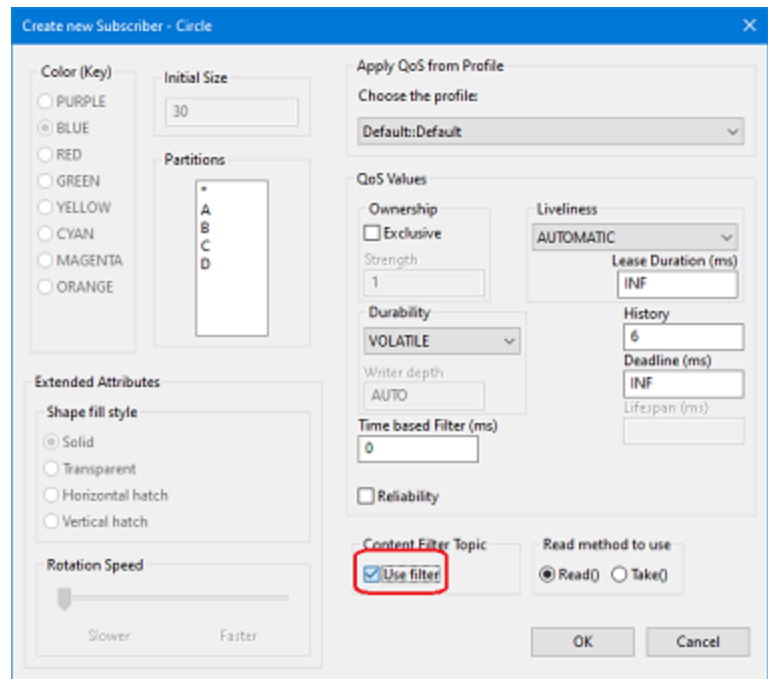 Create new Subscriber - Circle
Color (Key)
PURPLE
BLUE
RED
GREEN
YELLOW
CYAN
MAGENTA
ORANGE
Initial Size
30
Partitions
*
A
B
C
D
Extended Attributes
Shape fill style
Solid
Transparent
Horizontal hatch
Vertical hatch
Rotation Speed
Slower Faster
Apply QoS from Profile
Choose the profile:
Default::Default
QoS Values
Ownership
Exclusive
Strength
1
Liveliness
AUTOMATIC
Lease Duration (ms)
INF
Durability
VOLATILE
Writer depth
AUTO
History
6
Deadline (ms)
INF
Lifespan (ms)
Time based Filter (ms)
0
Reliability
Content Filter Topic
Use filter
Read method to use
Read() Take()
OK Cancel